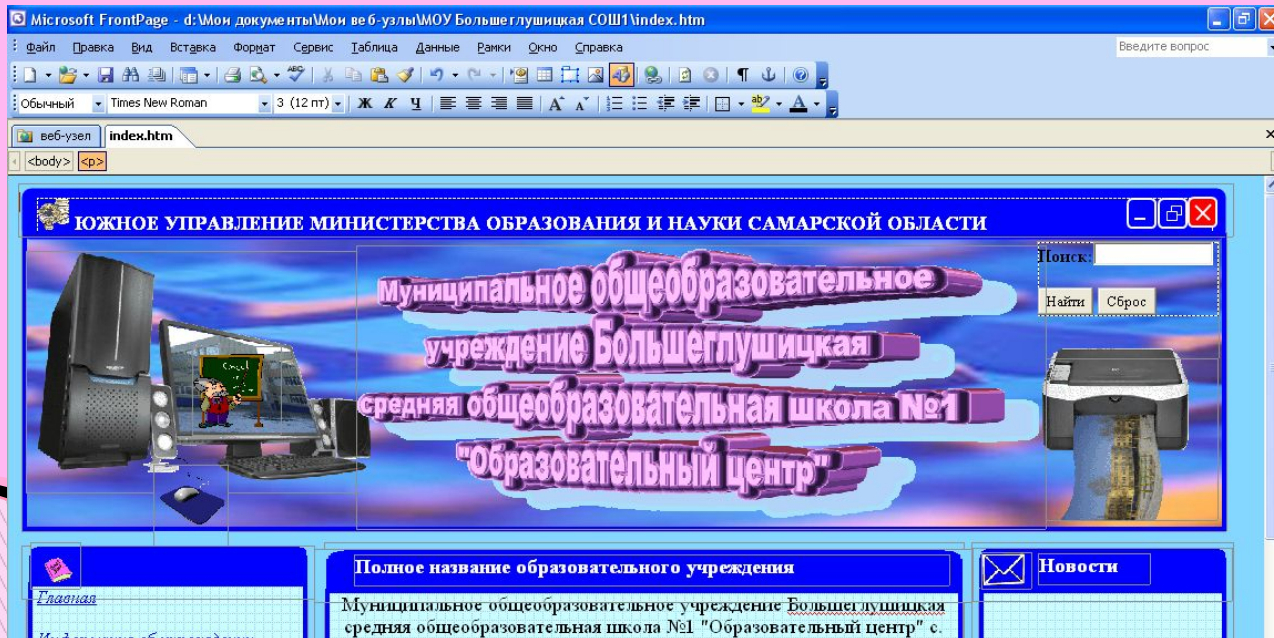 Microsoft FrontPage - d:\Мои документы\Мои веб-узлы\МОУ Большеглушицкая СОШ1\index.htm
Файл Правка Вид Вставка Формат Сервис Таблица Данные Рамки Окно Справка
Введите вопрос
Обычный Times New Roman 3 (12 пт) Ж К Ч
веб-узел index.htm
<body> <p>
ЮЖНОЕ УПРАВЛЕНИЕ МИНИСТЕРСТВА ОБРАЗОВАНИЯ И НАУКИ САМАРСКОЙ ОБЛАСТИ
Поиск:
Найти Сброс
Муниципальное общеобразовательное
учреждение Большеглушицкая
средняя общеобразовательная школа №1
"Образовательный центр"
Полное название образовательного учреждения
Новости
Главная
Муниципальное общеобразовательное учреждение Большеглушицкая
средняя общеобразовательная школа №1 "Образовательный центр" с.